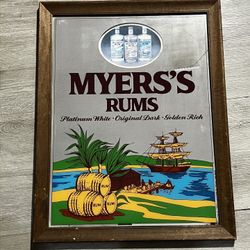 MYERS'S
RUMS
Platinum White · Original Dark · Golden Rich